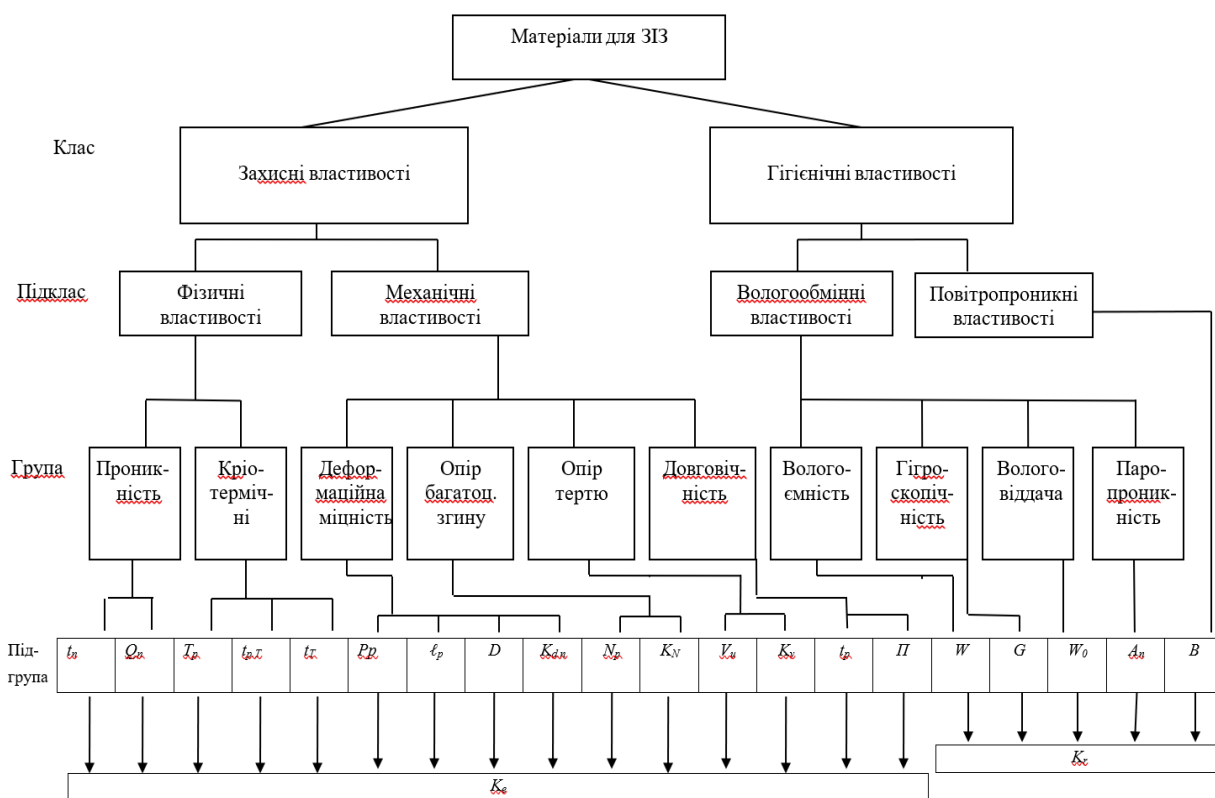 Матеріали для ЗІЗ
Клас
Захисні властивості
Гігієнічні властивості
Підклас
Фізичні
властивості
Механічні
властивості
Вологообмінні
властивості
Повітропроникні
властивості
Група
Проник-
ність
Кріо-
терміч-
ні
Дефор-
маційна
міцність
Опір
багатоц.
згину
Опір
тертю
Довговіч-
ність
Волого-
ємність
Гігро-
скопіч-
ність
Волого-
віддача
Паро-
проник-
ність
Під-
група
tп Qп Tр tр.Т tТ Pр ℓр D Kд.п Nр KN Vи Kv tр П W G W0 Aп B
Kг
Kе